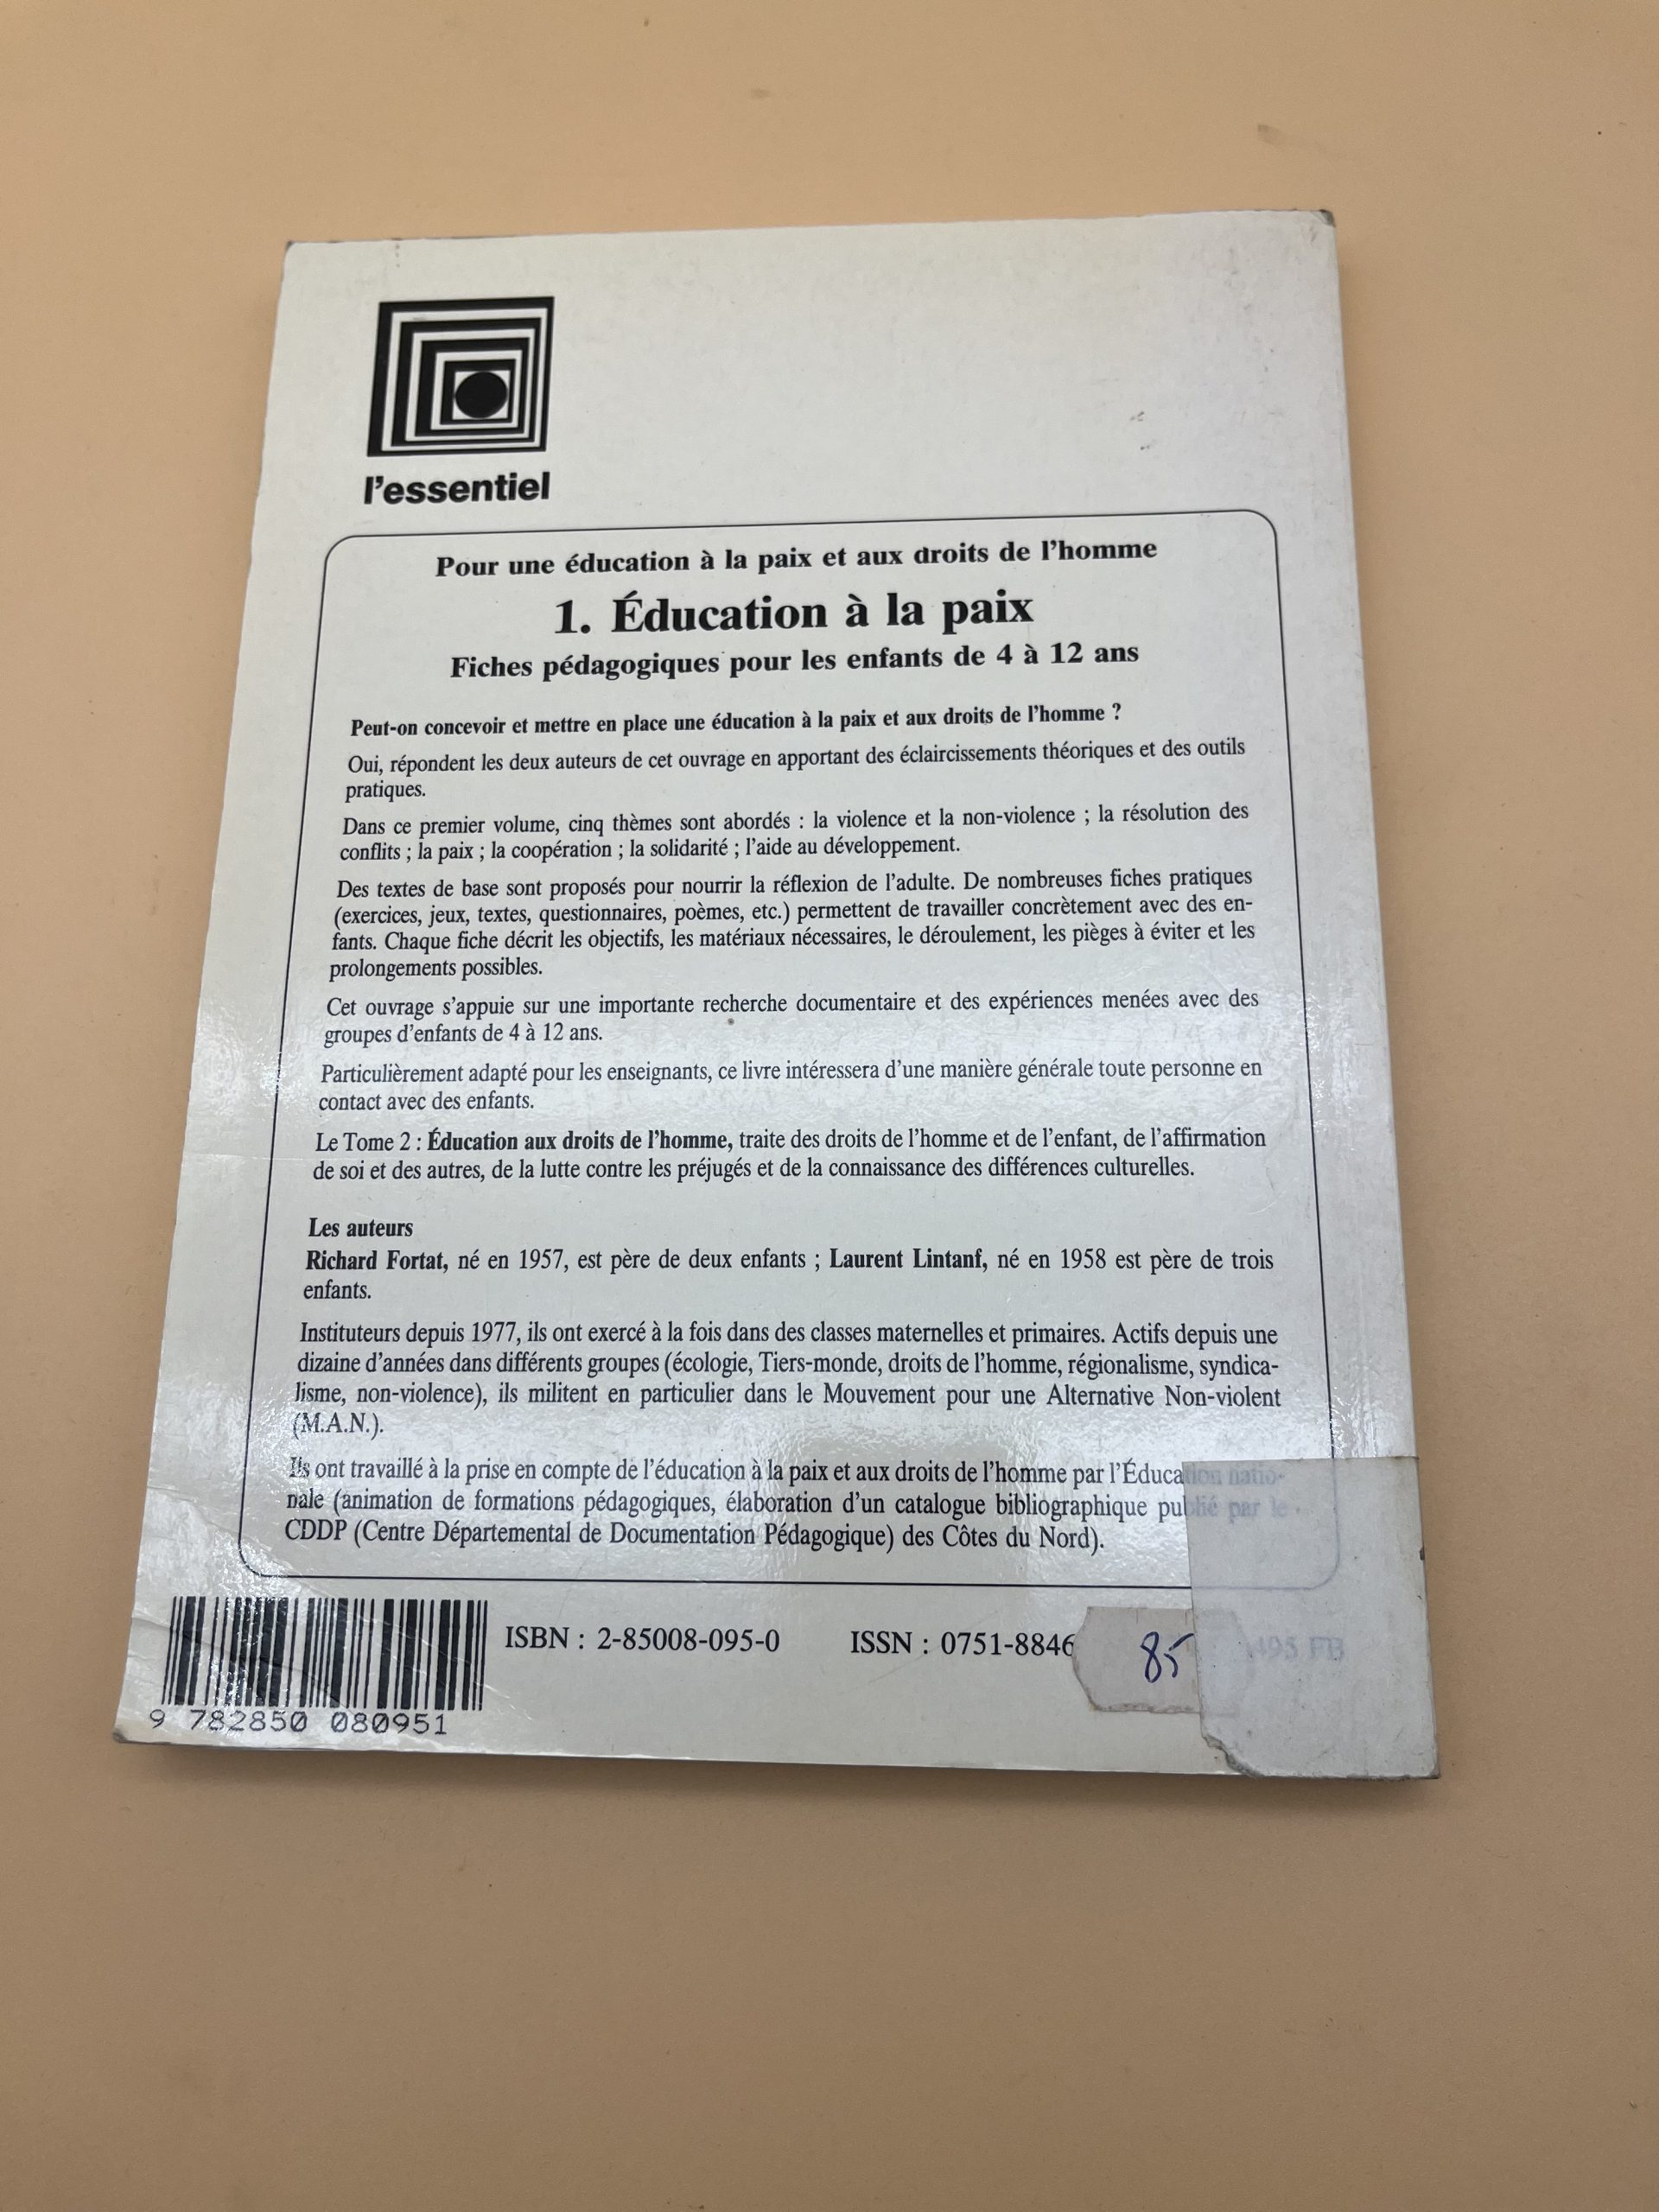 l'essentiel
Pour une éducation à la paix et aux droits de l'homme
1. Éducation à la paix
Fiches pédagogiques pour les enfants de 4 à 12 ans
Peut-on concevoir et mettre en place une éducation à la paix et aux droits de l'homme ?
Oui, répondent les deux auteurs de cet ouvrage en apportant des éclaircissements théoriques et des outils
pratiques.
Dans ce premier volume, cinq thèmes sont abordés : la violence et la non-violence ; la résolution des
conflits ; la paix ; la coopération ; la solidarité ; l'aide au développement.
Des textes de base sont proposés pour nourrir la réflexion de l'adulte. De nombreuses fiches pratiques
(exercices, jeux, textes, questionnaires, poèmes, etc.) permettent de travailler concrètement avec des en-
fants. Chaque fiche décrit les objectifs, les matériaux nécessaires, le déroulement, les pièges à éviter et les
prolongements possibles.
Cet ouvrage s'appuie sur une importante recherche documentaire et des expériences menées avec des
groupes d'enfants de 4 à 12 ans.
Particulièrement adapté pour les enseignants, ce livre intéressera d'une manière générale toute personne en
contact avec des enfants.
Le Tome 2 : Éducation aux droits de l'homme, traite des droits de l'homme et de l'enfant, de l'affirmation
de soi et des autres, de la lutte contre les préjugés et de la connaissance des différences culturelles.
Les auteurs
Richard Fortat, né en 1957, est père de deux enfants ; Laurent Lintanf, né en 1958 est père de trois
enfants.
Instituteurs depuis 1977, ils ont exercé à la fois dans des classes maternelles et primaires. Actifs depuis une
dizaine d'années dans différents groupes (écologie, Tiers-monde, droits de l'homme, régionalisme, syndica-
lisme, non-violence), ils militent en particulier dans le Mouvement pour une Alternative Non-violent
(M.A.N.).
Ils ont travaillé à la prise en compte de l'éducation à la paix et aux droits de l'homme par l'Éducation natio-
nale (animation de formations pédagogiques, élaboration d'un catalogue bibliographique publié par le
CDDP (Centre Départemental de Documentation Pédagogique) des Côtes du Nord).
ISBN : 2-85008-095-0 ISSN : 0751-8846 85 495 FB
9 782850 080951